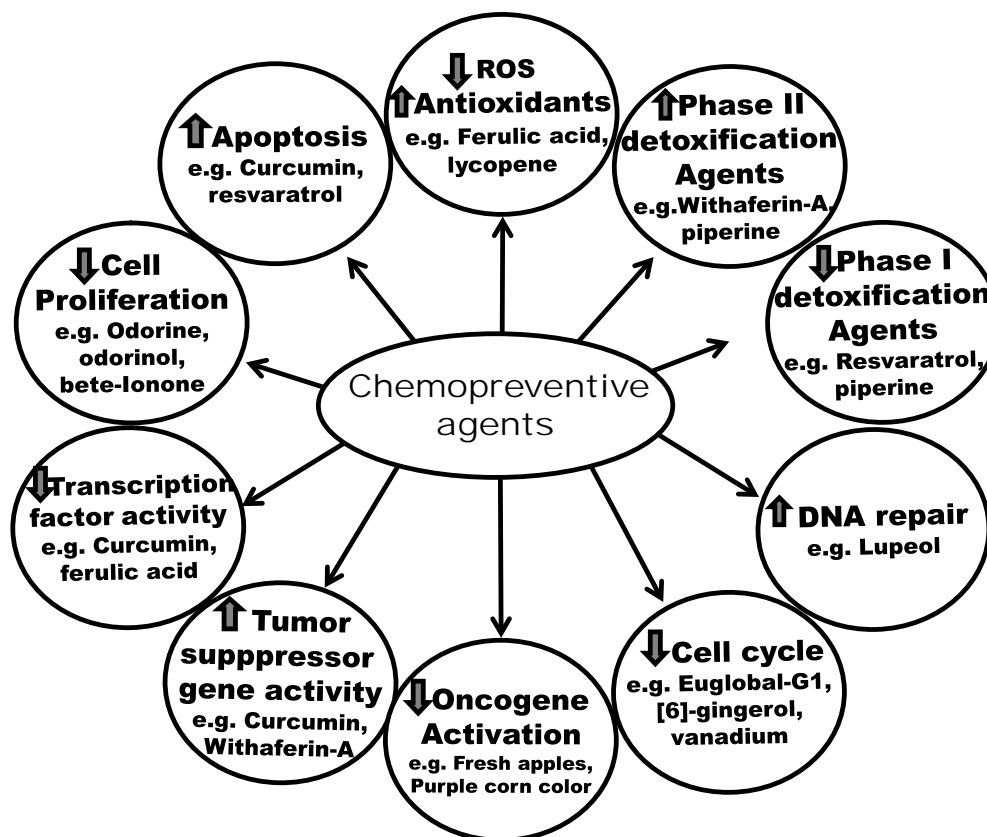 Chemopreventive
agents
ROS
Antioxidants
e.g. Ferulic acid,
lycopene
Phase II
detoxification
Agents
e.g.Withaferin-A,
piperine
Phase I
detoxification
Agents
e.g. Resvaratrol,
piperine
DNA repair
e.g. Lupeol
Cell cycle
e.g. Euglobal-G1,
[6]-gingerol,
vanadium
Oncogene
Activation
e.g. Fresh apples,
Purple corn color
Tumor
supppressor
gene activity
e.g. Curcumin,
Withaferin-A
Transcription
factor activity
e.g. Curcumin,
ferulic acid
Cell
Proliferation
e.g. Odorine,
odorinol,
bete-Ionone
Apoptosis
e.g. Curcumin,
resvaratrol